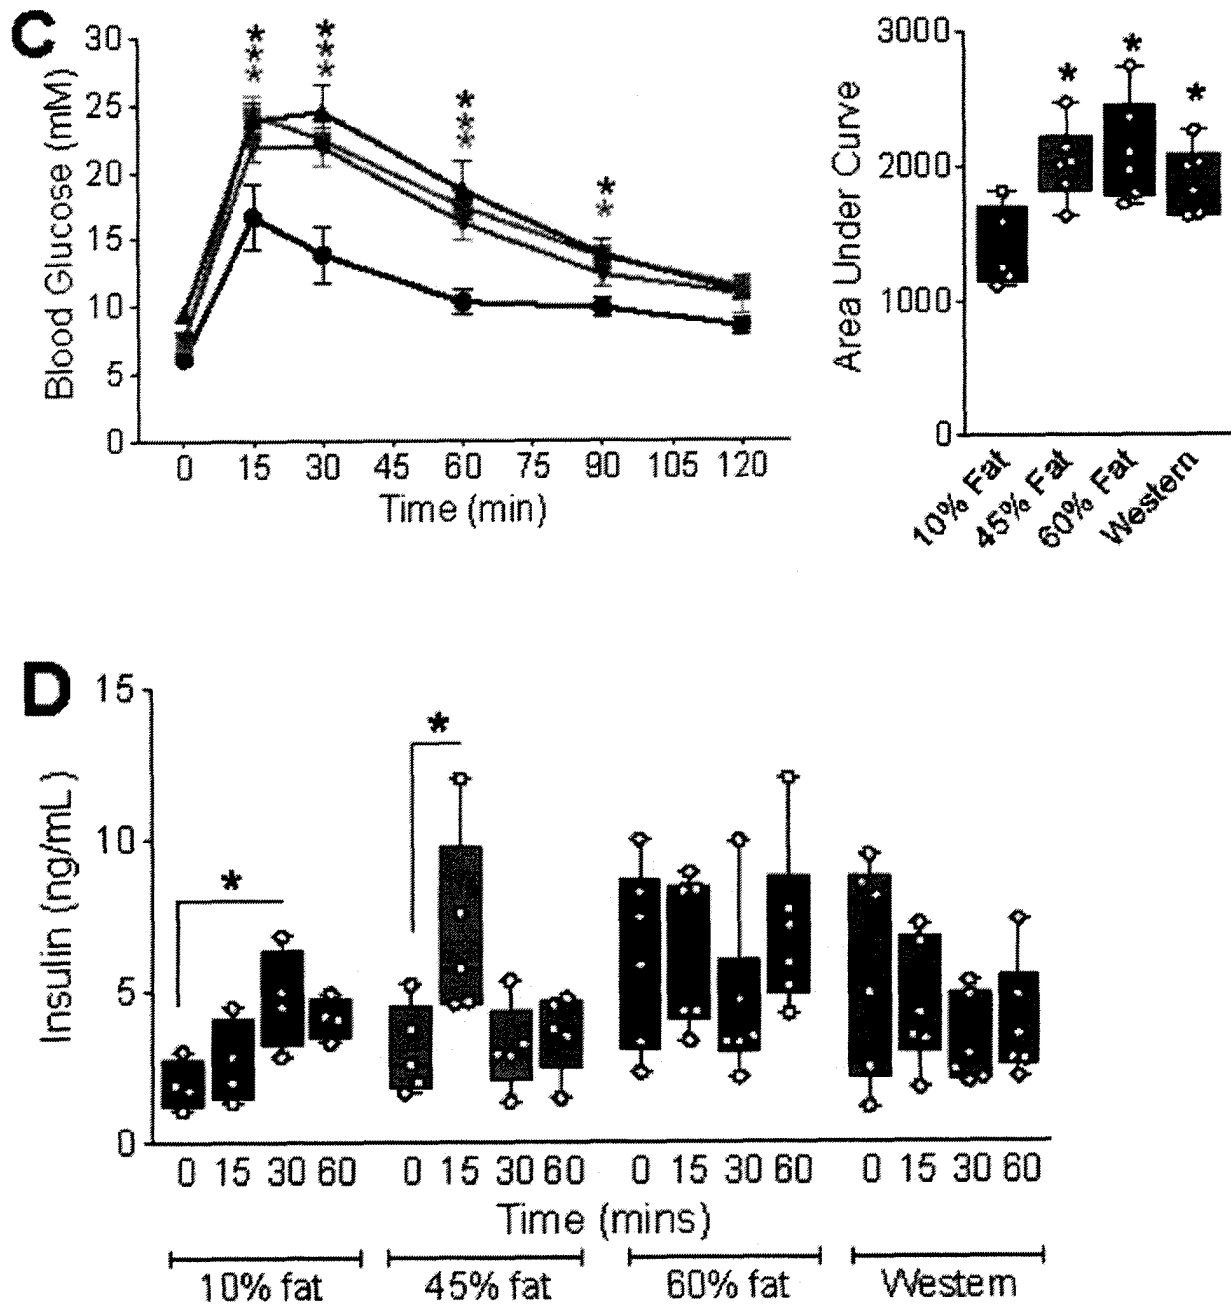 C
Blood Glucose (mM)
30
25
20
15
10
5
0
* * *
* * *
* * *
* *
0 15 30 45 60 75 90 105 120
Time (min)
Area Under Curve
3000
2000
1000
0
* * *
10% Fat
45% Fat
60% Fat
Western
D
Insulin (ng/mL)
15
10
5
0
*
*
0 15 30 60 0 15 30 60 0 15 30 60 0 15 30 60
Time (mins)
10% fat 45% fat 60% fat Western